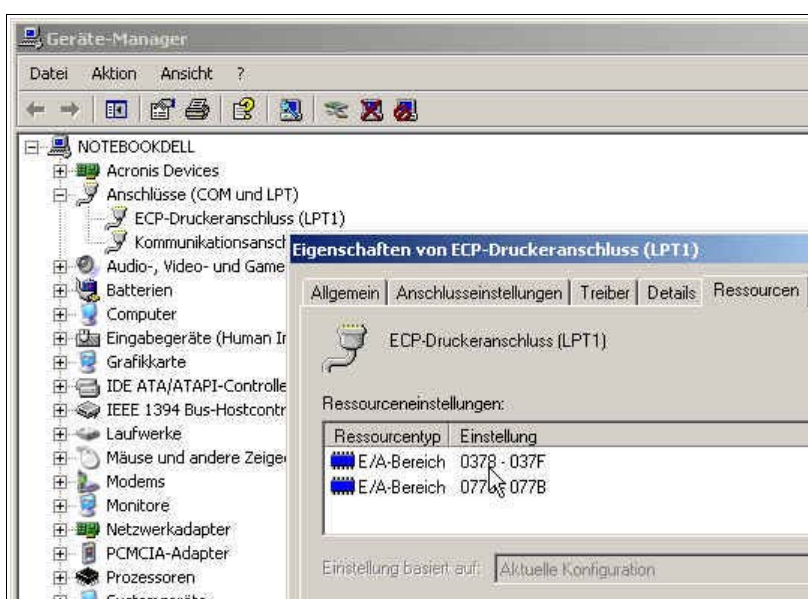 Geräte-Manager
Datei Aktion Ansicht ?
NOTEBOOKDELL
Acronis Devices
Anschlüsse (COM und LPT)
ECP-Druckeranschluss (LPT1)
Kommunikationsansch
Audio-, Video- und Game
Batterien
Computer
Eingabegeräte (Human In
Grafikkarte
IDE ATA/ATAPI-Controlle
IEEE 1394 Bus-Hostcontr
Laufwerke
Mäuse und andere Zeige
Modems
Monitore
Netzwerkadapter
PCMCIA-Adapter
Prozessoren
Eigenschaften von ECP-Druckeranschluss (LPT1)
Allgemein Anschlusseinstellungen Treiber Details Ressourcen
ECP-Druckeranschluss (LPT1)
Ressourceneinstellungen:
Ressourcentyp Einstellung
E/A-Bereich 0378 - 037F
E/A-Bereich 077B
Einstellung basiert auf: Aktuelle Konfiguration